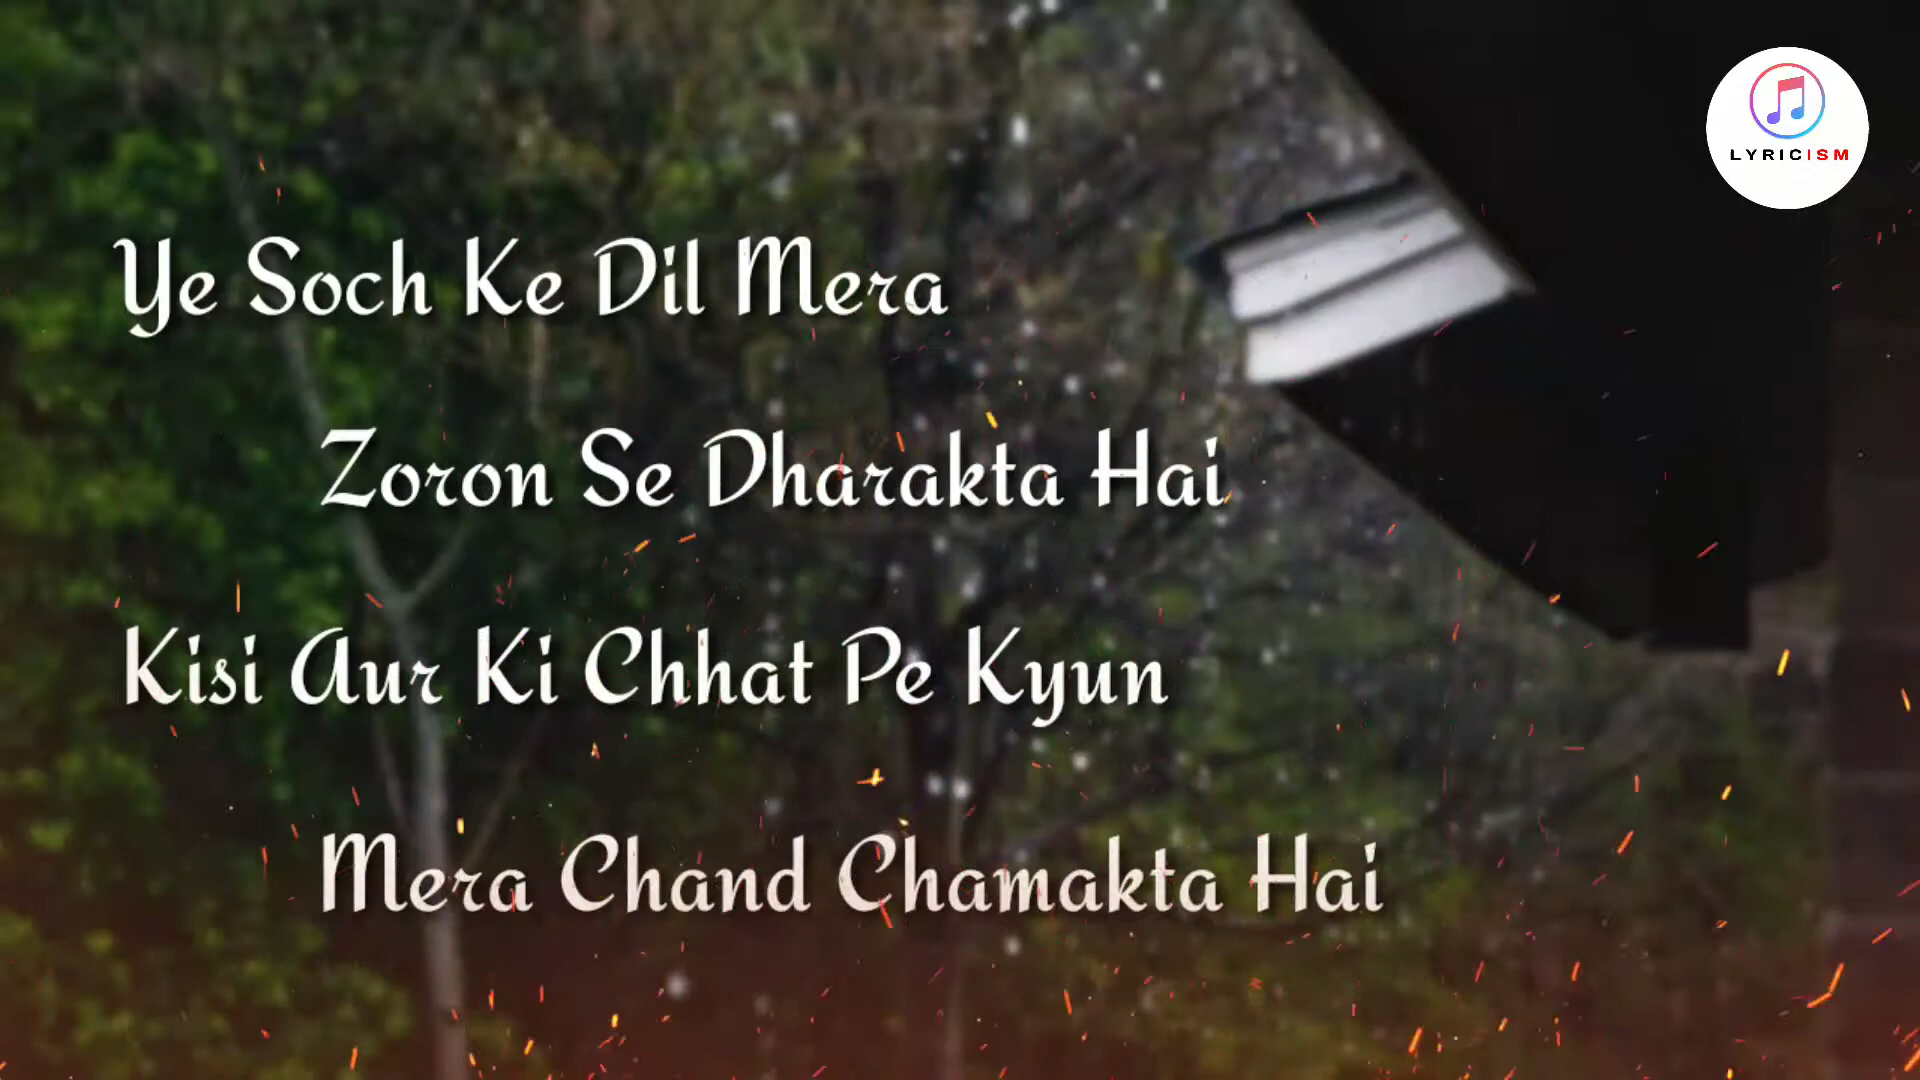 LYRICISM
Ye Soch Ke Dil Mera
Zoron Se Dharakta Hai
Kisi Aur Ki Chhat Pe Kyun
Mera Chand Chamakta Hai